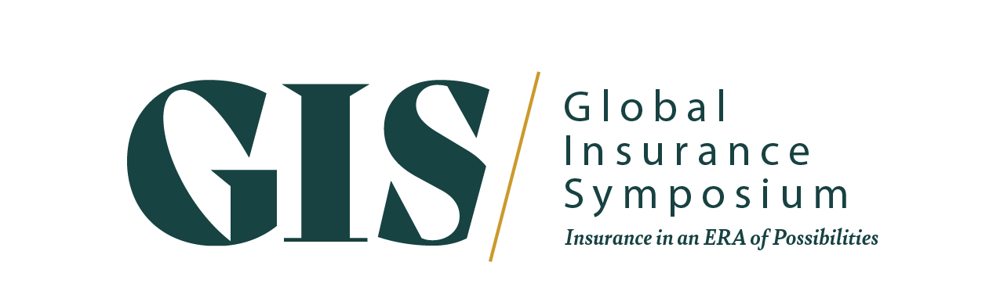 GIS
Global
Insurance
Symposium
Insurance in an ERA of Possibilities